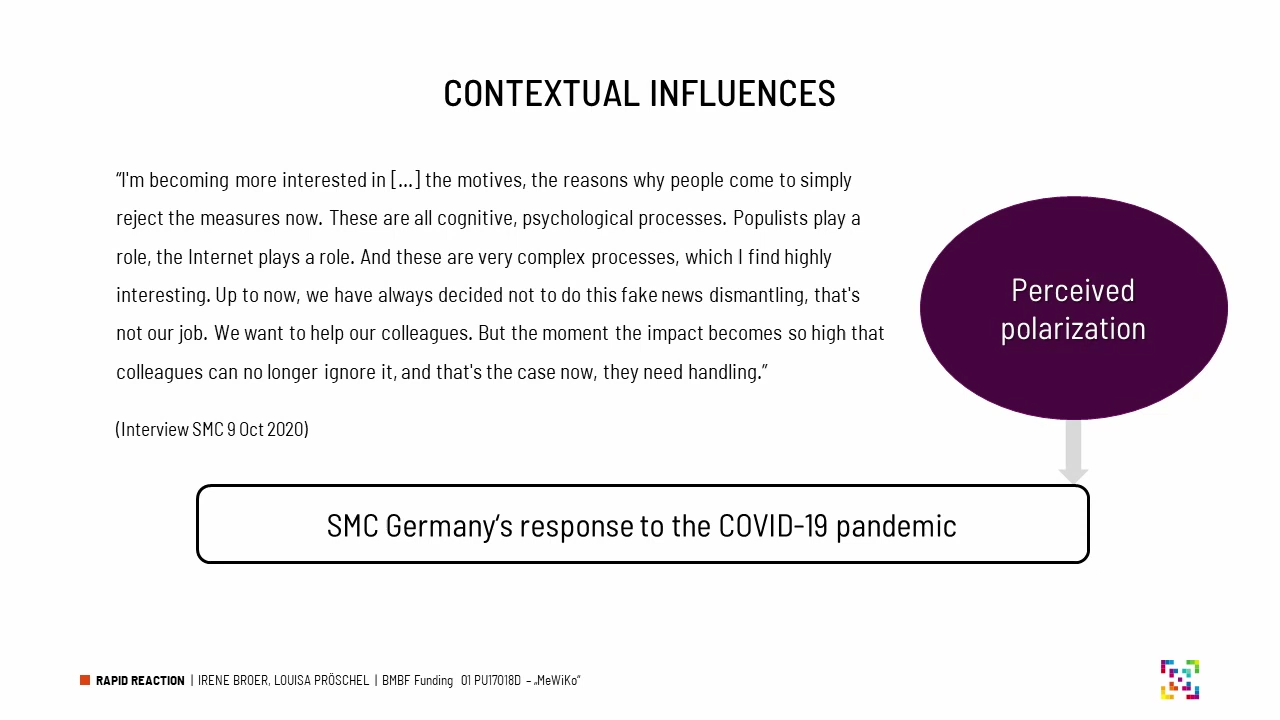 CONTEXTUAL INFLUENCES
“I'm becoming more interested in [...] the motives, the reasons why people come to simply
reject the measures now. These are all cognitive, psychological processes. Populists play a
role, the Internet plays a role. And these are very complex processes, which I find highly
interesting. Up to now, we have always decided not to do this fake news dismantling, that's
not our job. We want to help our colleagues. But the moment the impact becomes so high that
colleagues can no longer ignore it, and that's the case now, they need handling.”
(Interview SMC 9 Oct 2020)
Perceived
polarization
SMC Germany’s response to the COVID-19 pandemic
RAPID REACTION | IRENE BROER, LOUISA PRÖSCHEL | BMBF Funding 01 PU17018D – „MeWiKo“